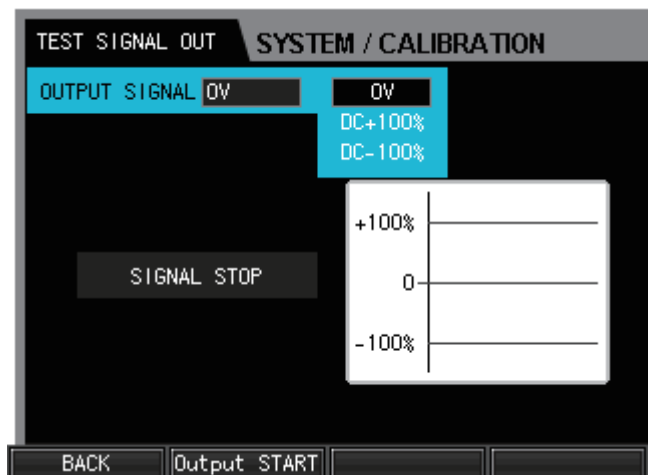 TEST SIGNAL OUT SYSTEM / CALIBRATION
OUTPUT SIGNAL 0V 0V
DC+100%
DC-100%
+100%
SIGNAL STOP 0
-100%
BACK Output START